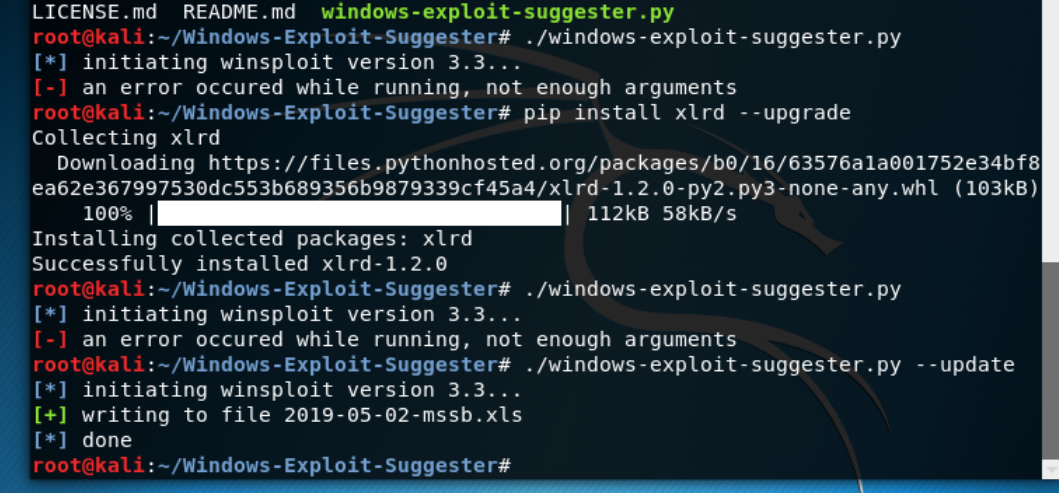 LICENSE.md  README.md  windows-exploit-suggester.py
root@kali:~/Windows-Exploit-Suggester# ./windows-exploit-suggester.py
[*] initiating winsploit version 3.3...
[-] an error occured while running, not enough arguments
root@kali:~/Windows-Exploit-Suggester# pip install xlrd --upgrade
Collecting xlrd
  Downloading https://files.pythonhosted.org/packages/b0/16/63576a1a001752e34bf8
ea62e367997530dc553b689356b9879339cf45a4/xlrd-1.2.0-py2.py3-none-any.whl (103kB)
    100% |                                | 112kB 58kB/s
Installing collected packages: xlrd
Successfully installed xlrd-1.2.0
root@kali:~/Windows-Exploit-Suggester# ./windows-exploit-suggester.py
[*] initiating winsploit version 3.3...
[-] an error occured while running, not enough arguments
root@kali:~/Windows-Exploit-Suggester# ./windows-exploit-suggester.py --update
[*] initiating winsploit version 3.3...
[+] writing to file 2019-05-02-mssb.xls
[*] done
root@kali:~/Windows-Exploit-Suggester#